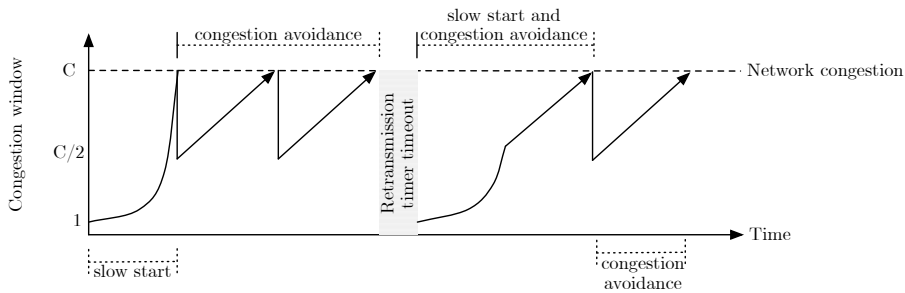 slow start and
congestion avoidance
congestion avoidance
C
Network congestion
Congestion window
C/2
Retransmission
timer timeout
1
Time
slow start
congestion
avoidance